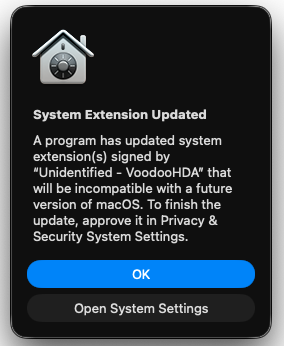 System Extension Updated
A program has updated system
extension(s) signed by
“Unidentified - VoodooHDA” that
will be incompatible with a future
version of macOS. To finish the
update, approve it in Privacy &
Security System Settings.
OK
Open System Settings